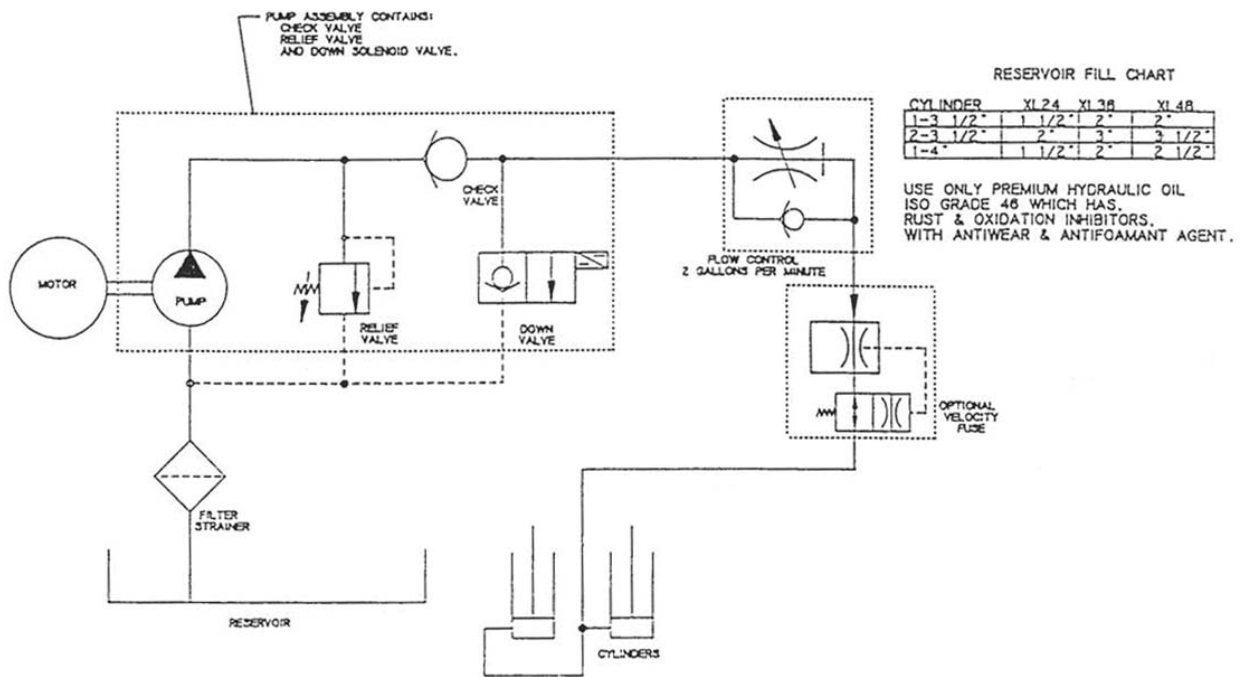 PUMP ASSEMBLY CONTAINS:
CHECK VALVE
RELIEF VALVE
AND DOWN SOLENOID VALVE.
RESERVOIR FILL CHART
CYLINDER XL24 XL36 XL48
1-3 1/2" 1 1/2" 2" 2"
2-3 1/2" 2" 3" 3 1/2"
1-4" 1 1/2" 2" 2 1/2"
USE ONLY PREMIUM HYDRAULIC OIL
ISO GRADE 46 WHICH HAS.
RUST & OXIDATION INHIBITORS.
WITH ANTIWEAR & ANTIFOAMANT AGENT.
CHECK
VALVE
FLOW CONTROL
2 GALLONS PER MINUTE
MOTOR
PUMP
RELIEF
VALVE
DOWN
VALVE
OPTIONAL
VELOCITY
FUSE
FILTER
STRAINER
RESERVOIR
CYLINDERS